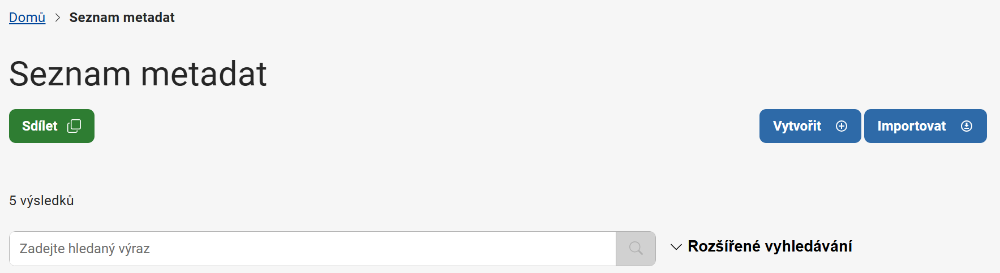 Domů > Seznam metadat
Seznam metadat
Sdílet
Vytvořit
Importovat
5 výsledků
Zadejte hledaný výraz
Rozšířené vyhledávání